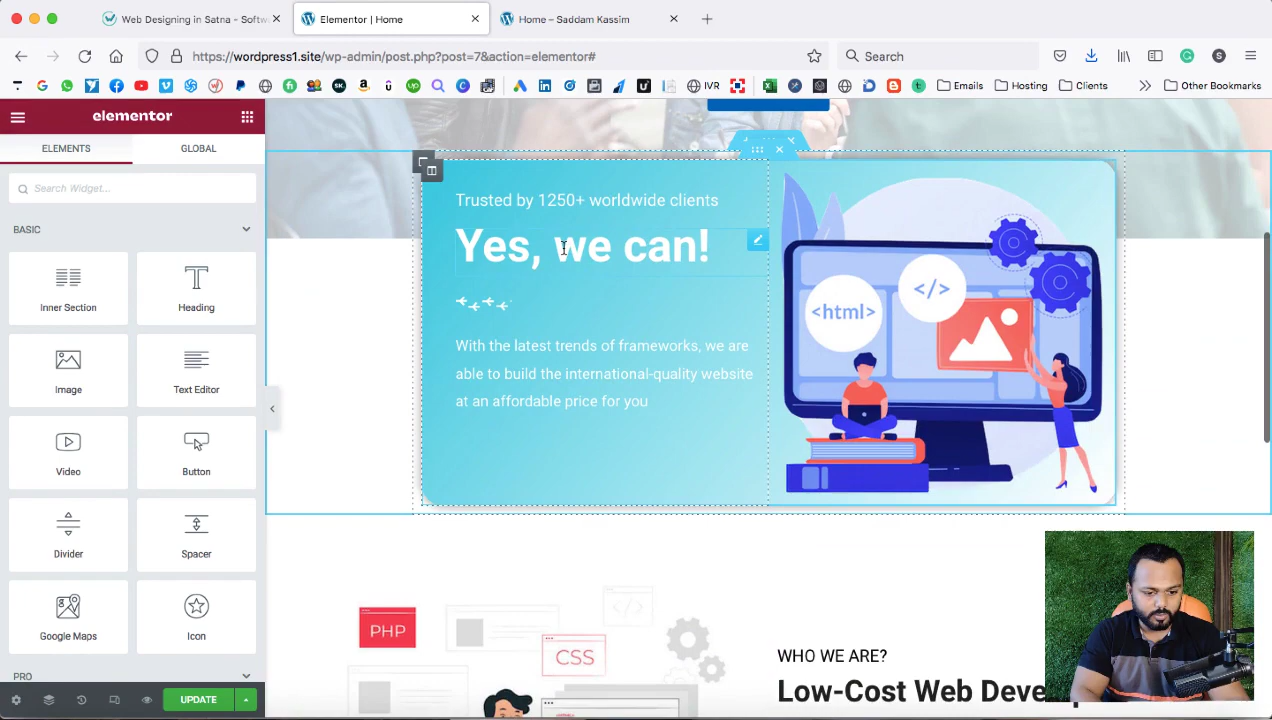 Web Designing in Satna - Softw
Elementor | Home
Home – Saddam Kassim
https://wordpress1.site/wp-admin/post.php?post=7&action=elementor#
Search
IVR
Emails
Hosting
Clients
Other Bookmarks
elementor
ELEMENTS
GLOBAL
Search Widget...
BASIC
Inner Section
Heading
Image
Text Editor
Video
Button
Divider
Spacer
Google Maps
Icon
PRO
UPDATE
Trusted by 1250+ worldwide clients
Yes, we can!
With the latest trends of frameworks, we are
able to build the international-quality website
at an affordable price for you
<html>
</>
PHP
</>
CSS
WHO WE ARE?
Low-Cost Web Deve